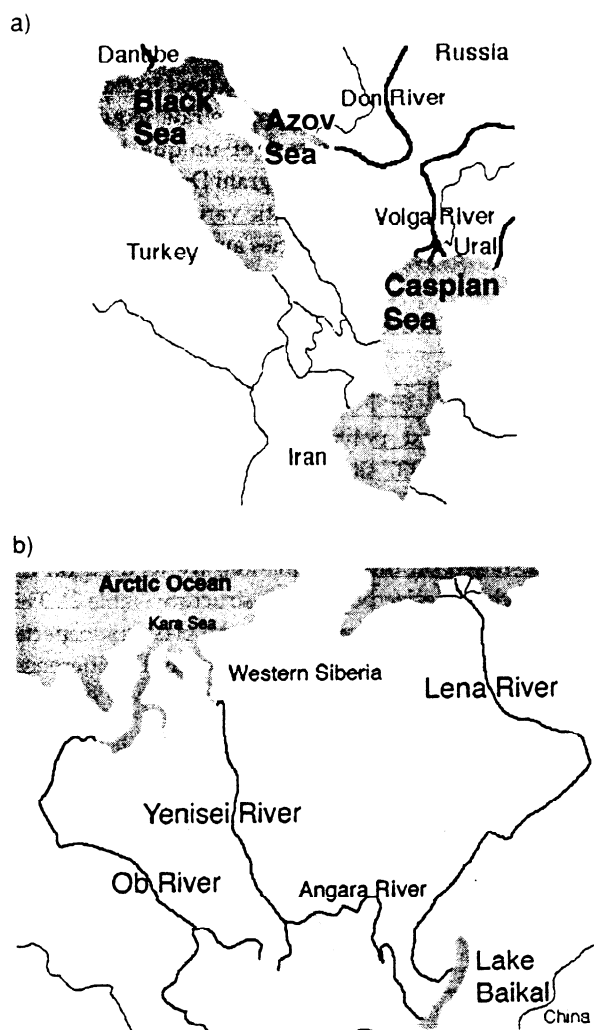 a)
Danube
Russia
Black
Sea
Don River
Azov
Sea
Volga River
Ural
Turkey
Caspian
Sea
Iran
b)
Arctic Ocean
Kara Sea
Western Siberia
Lena River
Yenisei River
Ob River
Angara River
Lake
Baikal
China